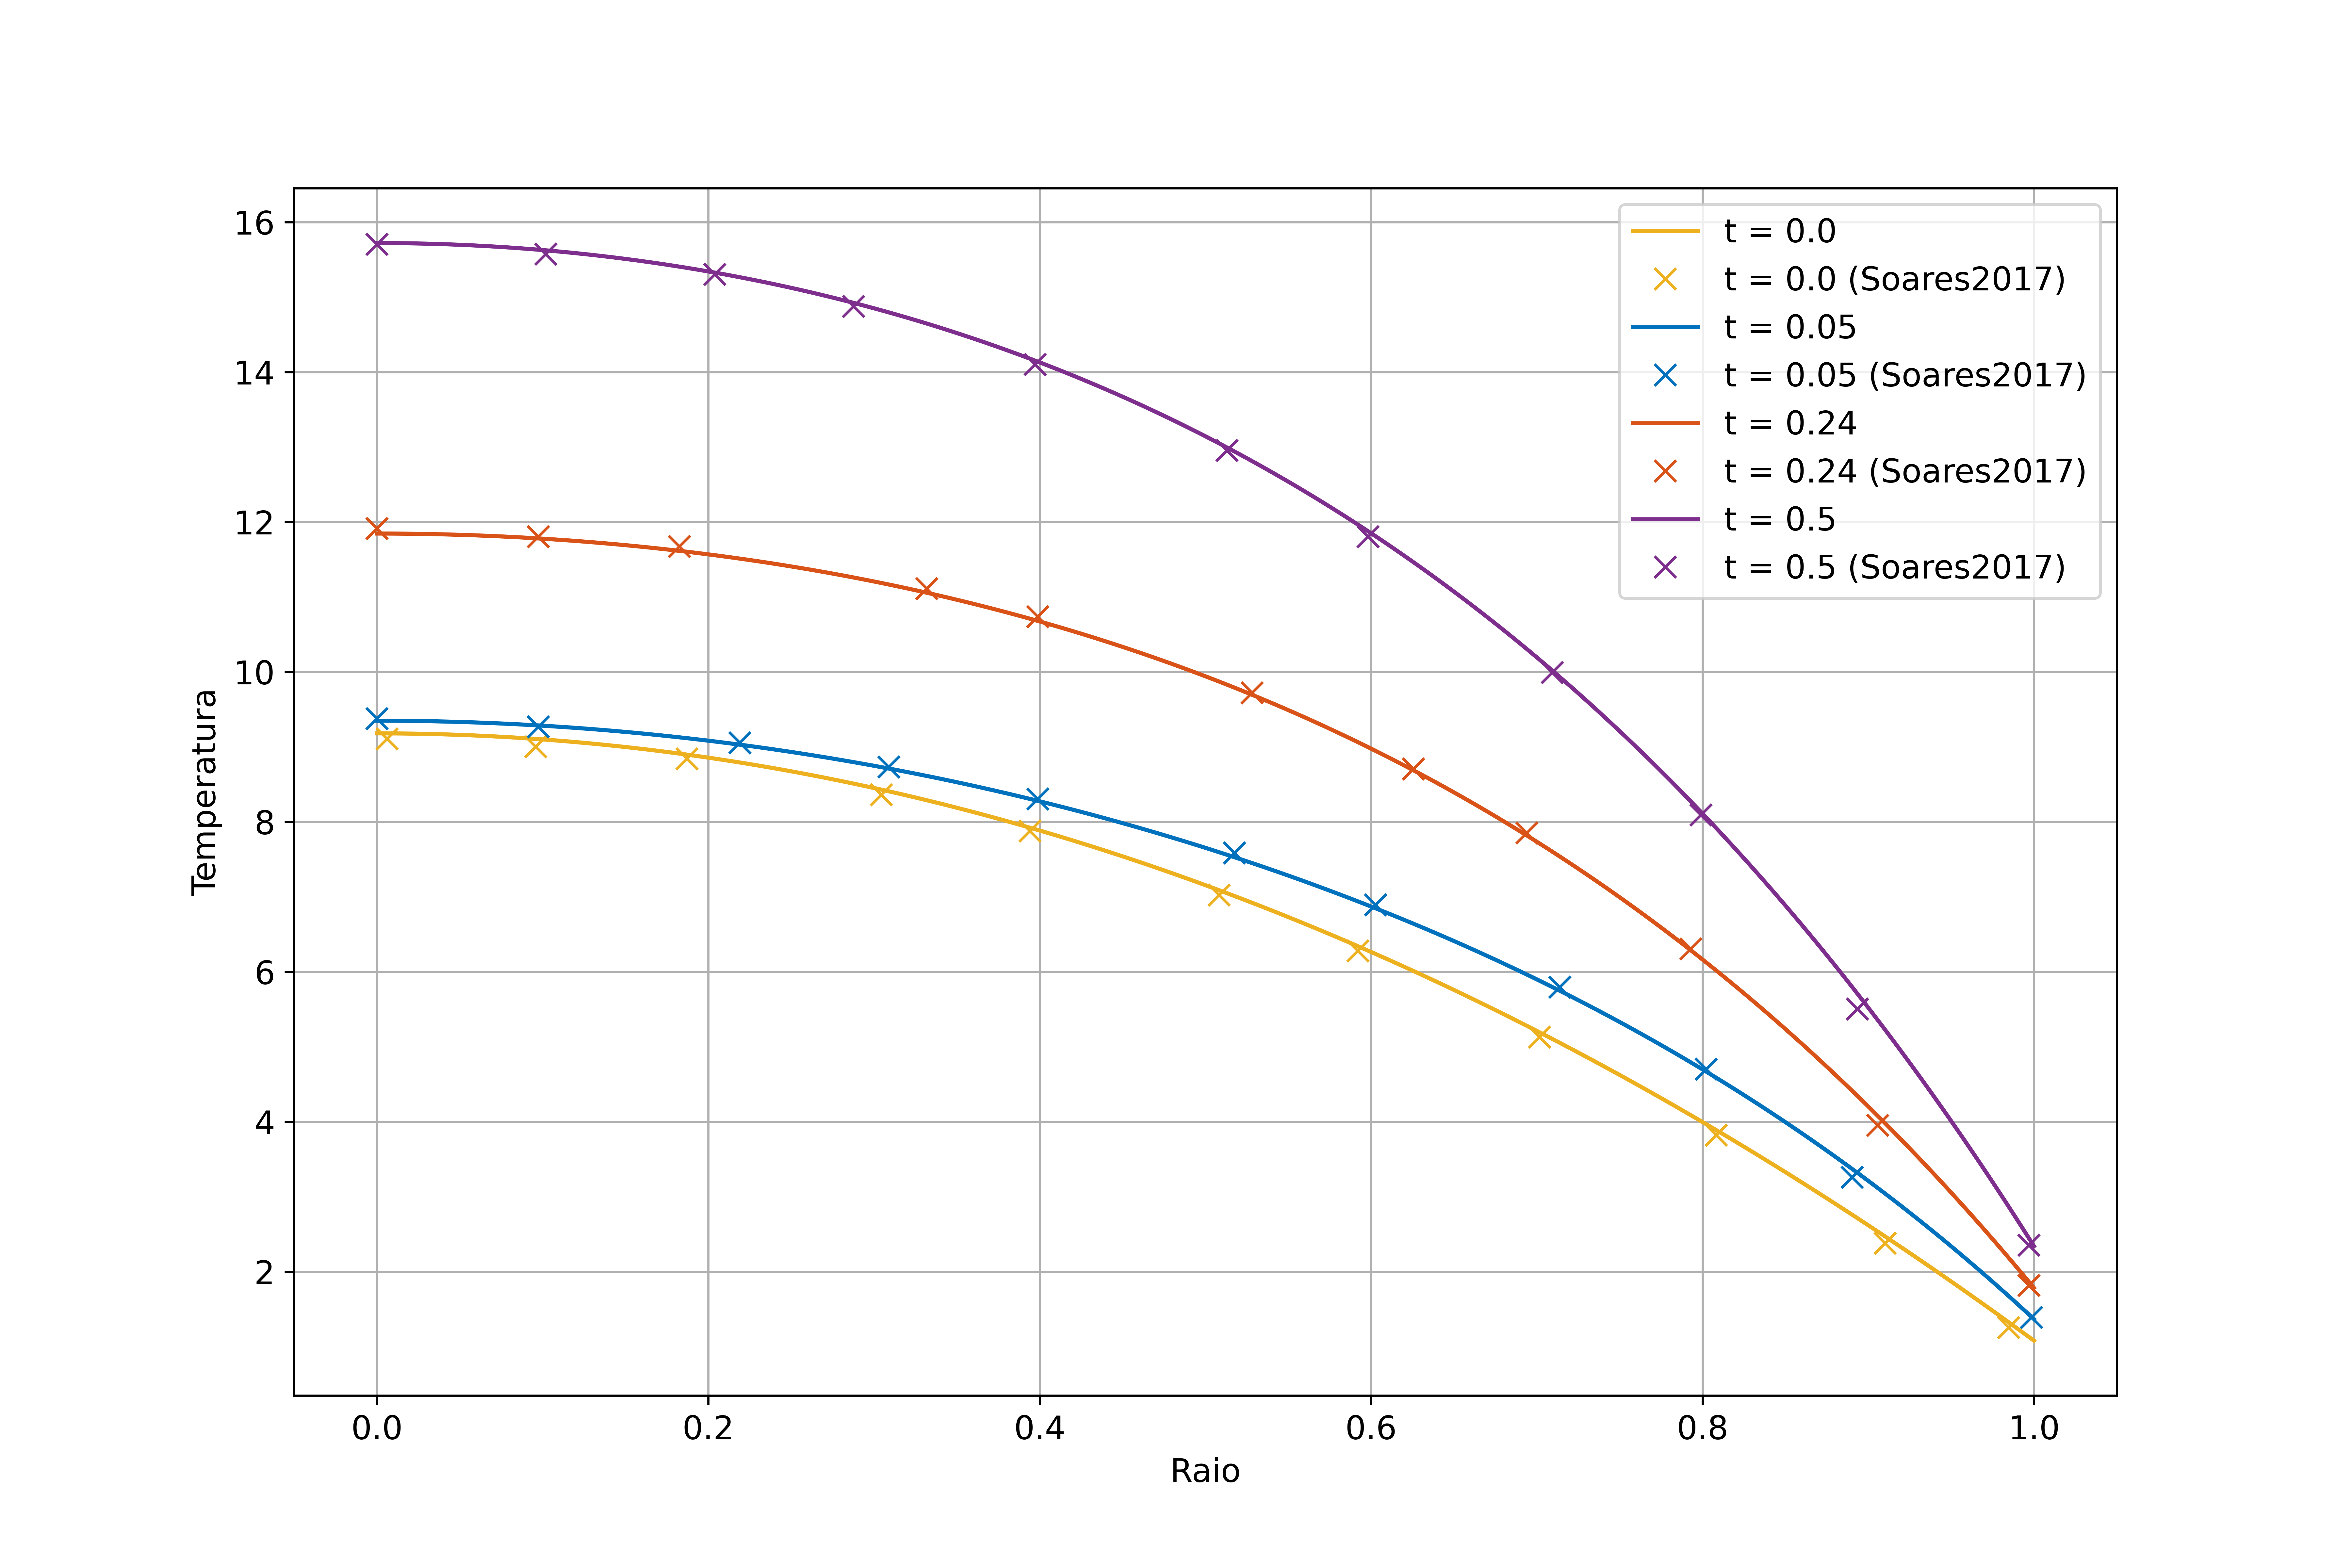 16
14
12
10
8
6
4
2
Temperatura
t = 0.0
t = 0.0 (Soares2017)
t = 0.05
t = 0.05 (Soares2017)
t = 0.24
t = 0.24 (Soares2017)
t = 0.5
t = 0.5 (Soares2017)
0.0 0.2 0.4 0.6 0.8 1.0
Raio